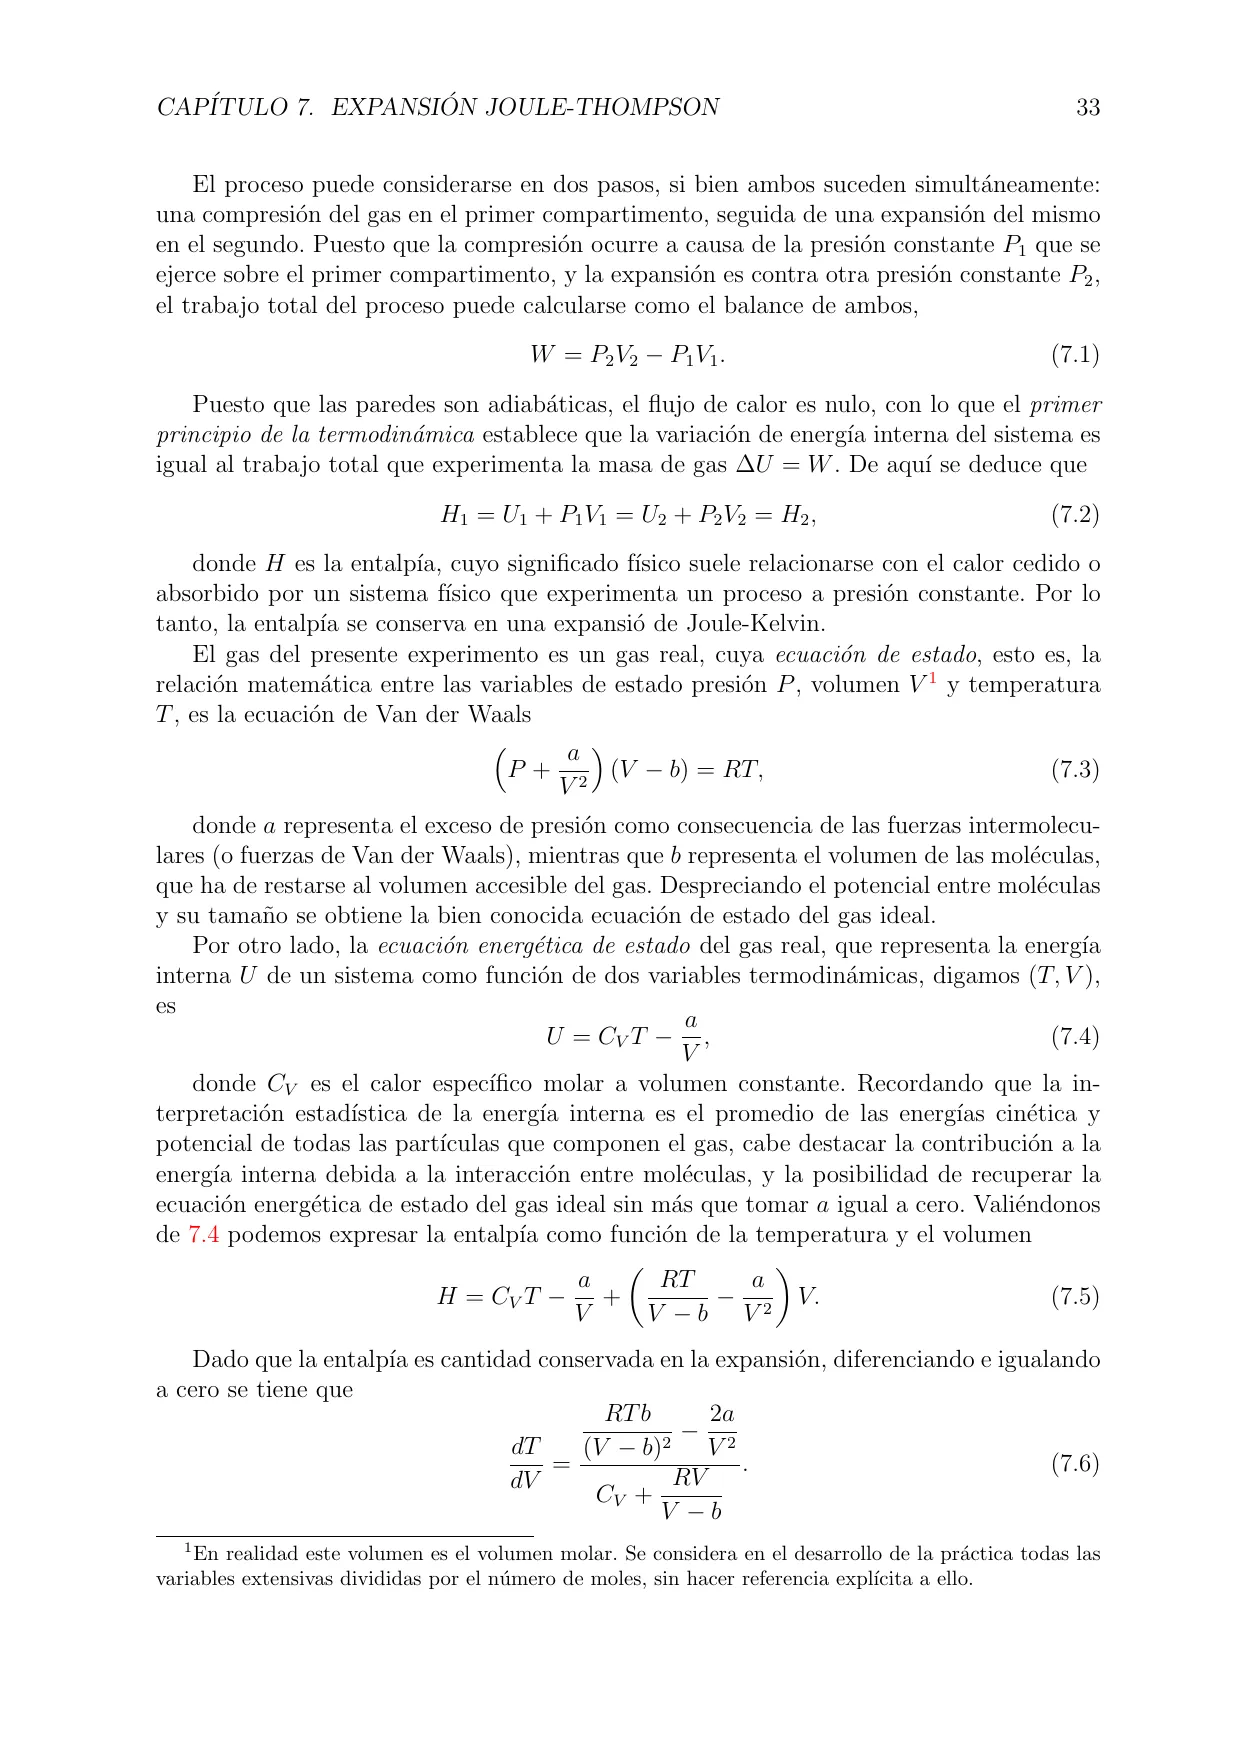 CAPÍTULO 7. EXPANSIÓN JOULE-THOMPSON 33
El proceso puede considerarse en dos pasos, si bien ambos suceden simultáneamente:
una compresión del gas en el primer compartimento, seguida de una expansión del mismo
en el segundo. Puesto que la compresión ocurre a causa de la presión constante P₁ que se
ejerce sobre el primer compartimento, y la expansión es contra otra presión constante P₂,
el trabajo total del proceso puede calcularse como el balance de ambos,
W = P₂V₂ − P₁V₁. (7.1)
Puesto que las paredes son adiabáticas, el flujo de calor es nulo, con lo que el primer
principio de la termodinámica establece que la variación de energía interna del sistema es
igual al trabajo total que experimenta la masa de gas ΔU = W. De aquí se deduce que
H₁ = U₁ + P₁V₁ = U₂ + P₂V₂ = H₂, (7.2)
donde H es la entalpía, cuyo significado físico suele relacionarse con el calor cedido o
absorbido por un sistema físico que experimenta un proceso a presión constante. Por lo
tanto, la entalpía se conserva en una expansió de Joule-Kelvin.
El gas del presente experimento es un gas real, cuya ecuación de estado, esto es, la
relación matemática entre las variables de estado presión P, volumen V¹ y temperatura
T, es la ecuación de Van der Waals
(P + a/V²)(V − b) = RT, (7.3)
donde a representa el exceso de presión como consecuencia de las fuerzas intermolecu-
lares (o fuerzas de Van der Waals), mientras que b representa el volumen de las moléculas,
que ha de restarse al volumen accesible del gas. Despreciando el potencial entre moléculas
y su tamaño se obtiene la bien conocida ecuación de estado del gas ideal.
Por otro lado, la ecuación energética de estado del gas real, que representa la energía
interna U de un sistema como función de dos variables termodinámicas, digamos (T, V),
es
U = C_V T − a/V, (7.4)
donde C_V es el calor específico molar a volumen constante. Recordando que la in-
terpretación estadística de la energía interna es el promedio de las energías cinética y
potencial de todas las partículas que componen el gas, cabe destacar la contribución a la
energía interna debida a la interacción entre moléculas, y la posibilidad de recuperar la
ecuación energética de estado del gas ideal sin más que tomar a igual a cero. Valiéndonos
de 7.4 podemos expresar la entalpía como función de la temperatura y el volumen
H = C_V T − a/V + (RT/(V − b) − a/V²) V. (7.5)
Dado que la entalpía es cantidad conservada en la expansión, diferenciando e igualando
a cero se tiene que
dT/dV = (RTb/(V − b)² − 2a/V²)/(C_V + RV/(V − b)). (7.6)
¹En realidad este volumen es el volumen molar. Se considera en el desarrollo de la práctica todas las
variables extensivas divididas por el número de moles, sin hacer referencia explícita a ello.